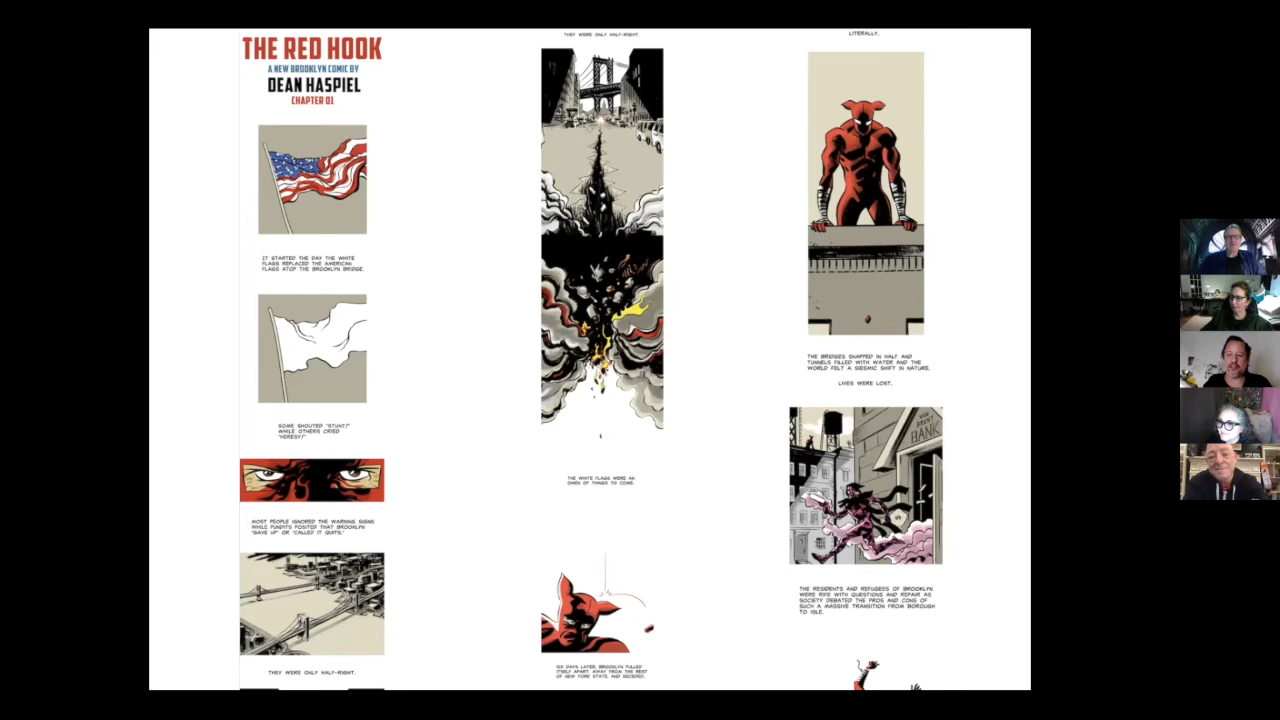 THE RED HOOK
A NEW BROOKLYN COMIC BY
DEAN HASPIEL
CHAPTER 01
IT STARTED THE DAY THE WHITE
FLAGS REPLACED THE AMERICAN
FLAGS ATOP THE BROOKLYN BRIDGE.
SOME SHOUTED "STUNT!"
WHILE OTHERS CRIED
"HERESY!"
MOST PEOPLE IGNORED THE WARNING SIGNS
WHILE PUNDITS POSITED THAT BROOKLYN
"GAVE UP" OR "CALLED IT QUITS."
THEY WERE ONLY HALF-RIGHT.
THEY WERE ONLY HALF-RIGHT.
THE WHITE FLAGS WERE AN
OMEN OF THINGS TO COME.
SIX DAYS LATER, BROOKLYN PULLED
ITSELF APART, AWAY FROM THE REST
OF NEW YORK STATE, AND SECEDED.
LITERALLY.
THE BRIDGES SNAPPED IN HALF AND
TUNNELS FILLED WITH WATER AND THE
WORLD FELT A SEISMIC SHIFT IN NATURE.
LIVES WERE LOST.
BANK
THE RESIDENTS AND REFUGEES OF BROOKLYN
WERE RIFE WITH QUESTIONS AND REPAIR AS
SOCIETY DEBATED THE PROS AND CONS OF
SUCH A MASSIVE TRANSITION FROM BOROUGH
TO ISLE.